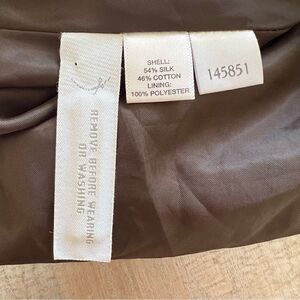 SHELL:
54% SILK
46% COTTON
LINING:
100% POLYESTER
145851
REMOVE BEFORE WEARING
OR WASHING